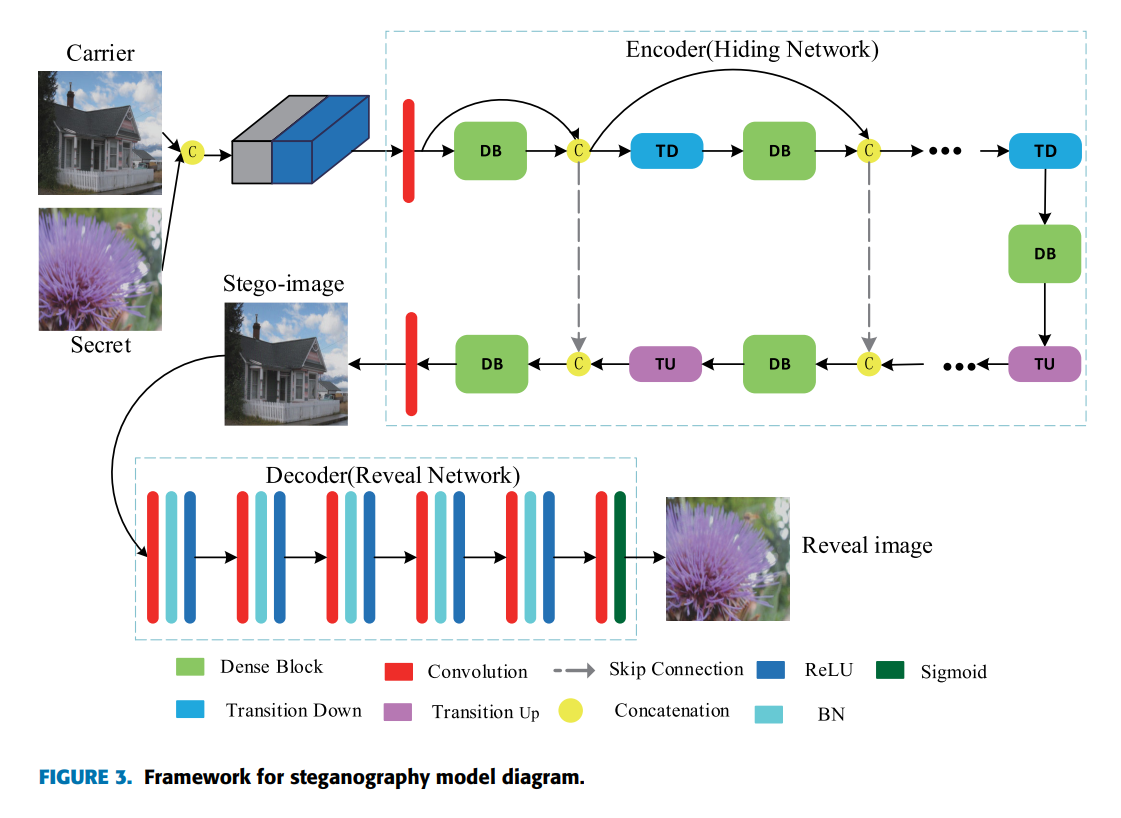 Carrier
Encoder(Hiding Network)
C
DB
C
TD
DB
C
TD
DB
Secret
Stego-image
DB
C
TU
DB
C
TU
Decoder(Reveal Network)
Reveal image
Dense Block
Convolution
Skip Connection
ReLU
Sigmoid
Transition Down
Transition Up
Concatenation
BN
FIGURE 3. Framework for steganography model diagram.